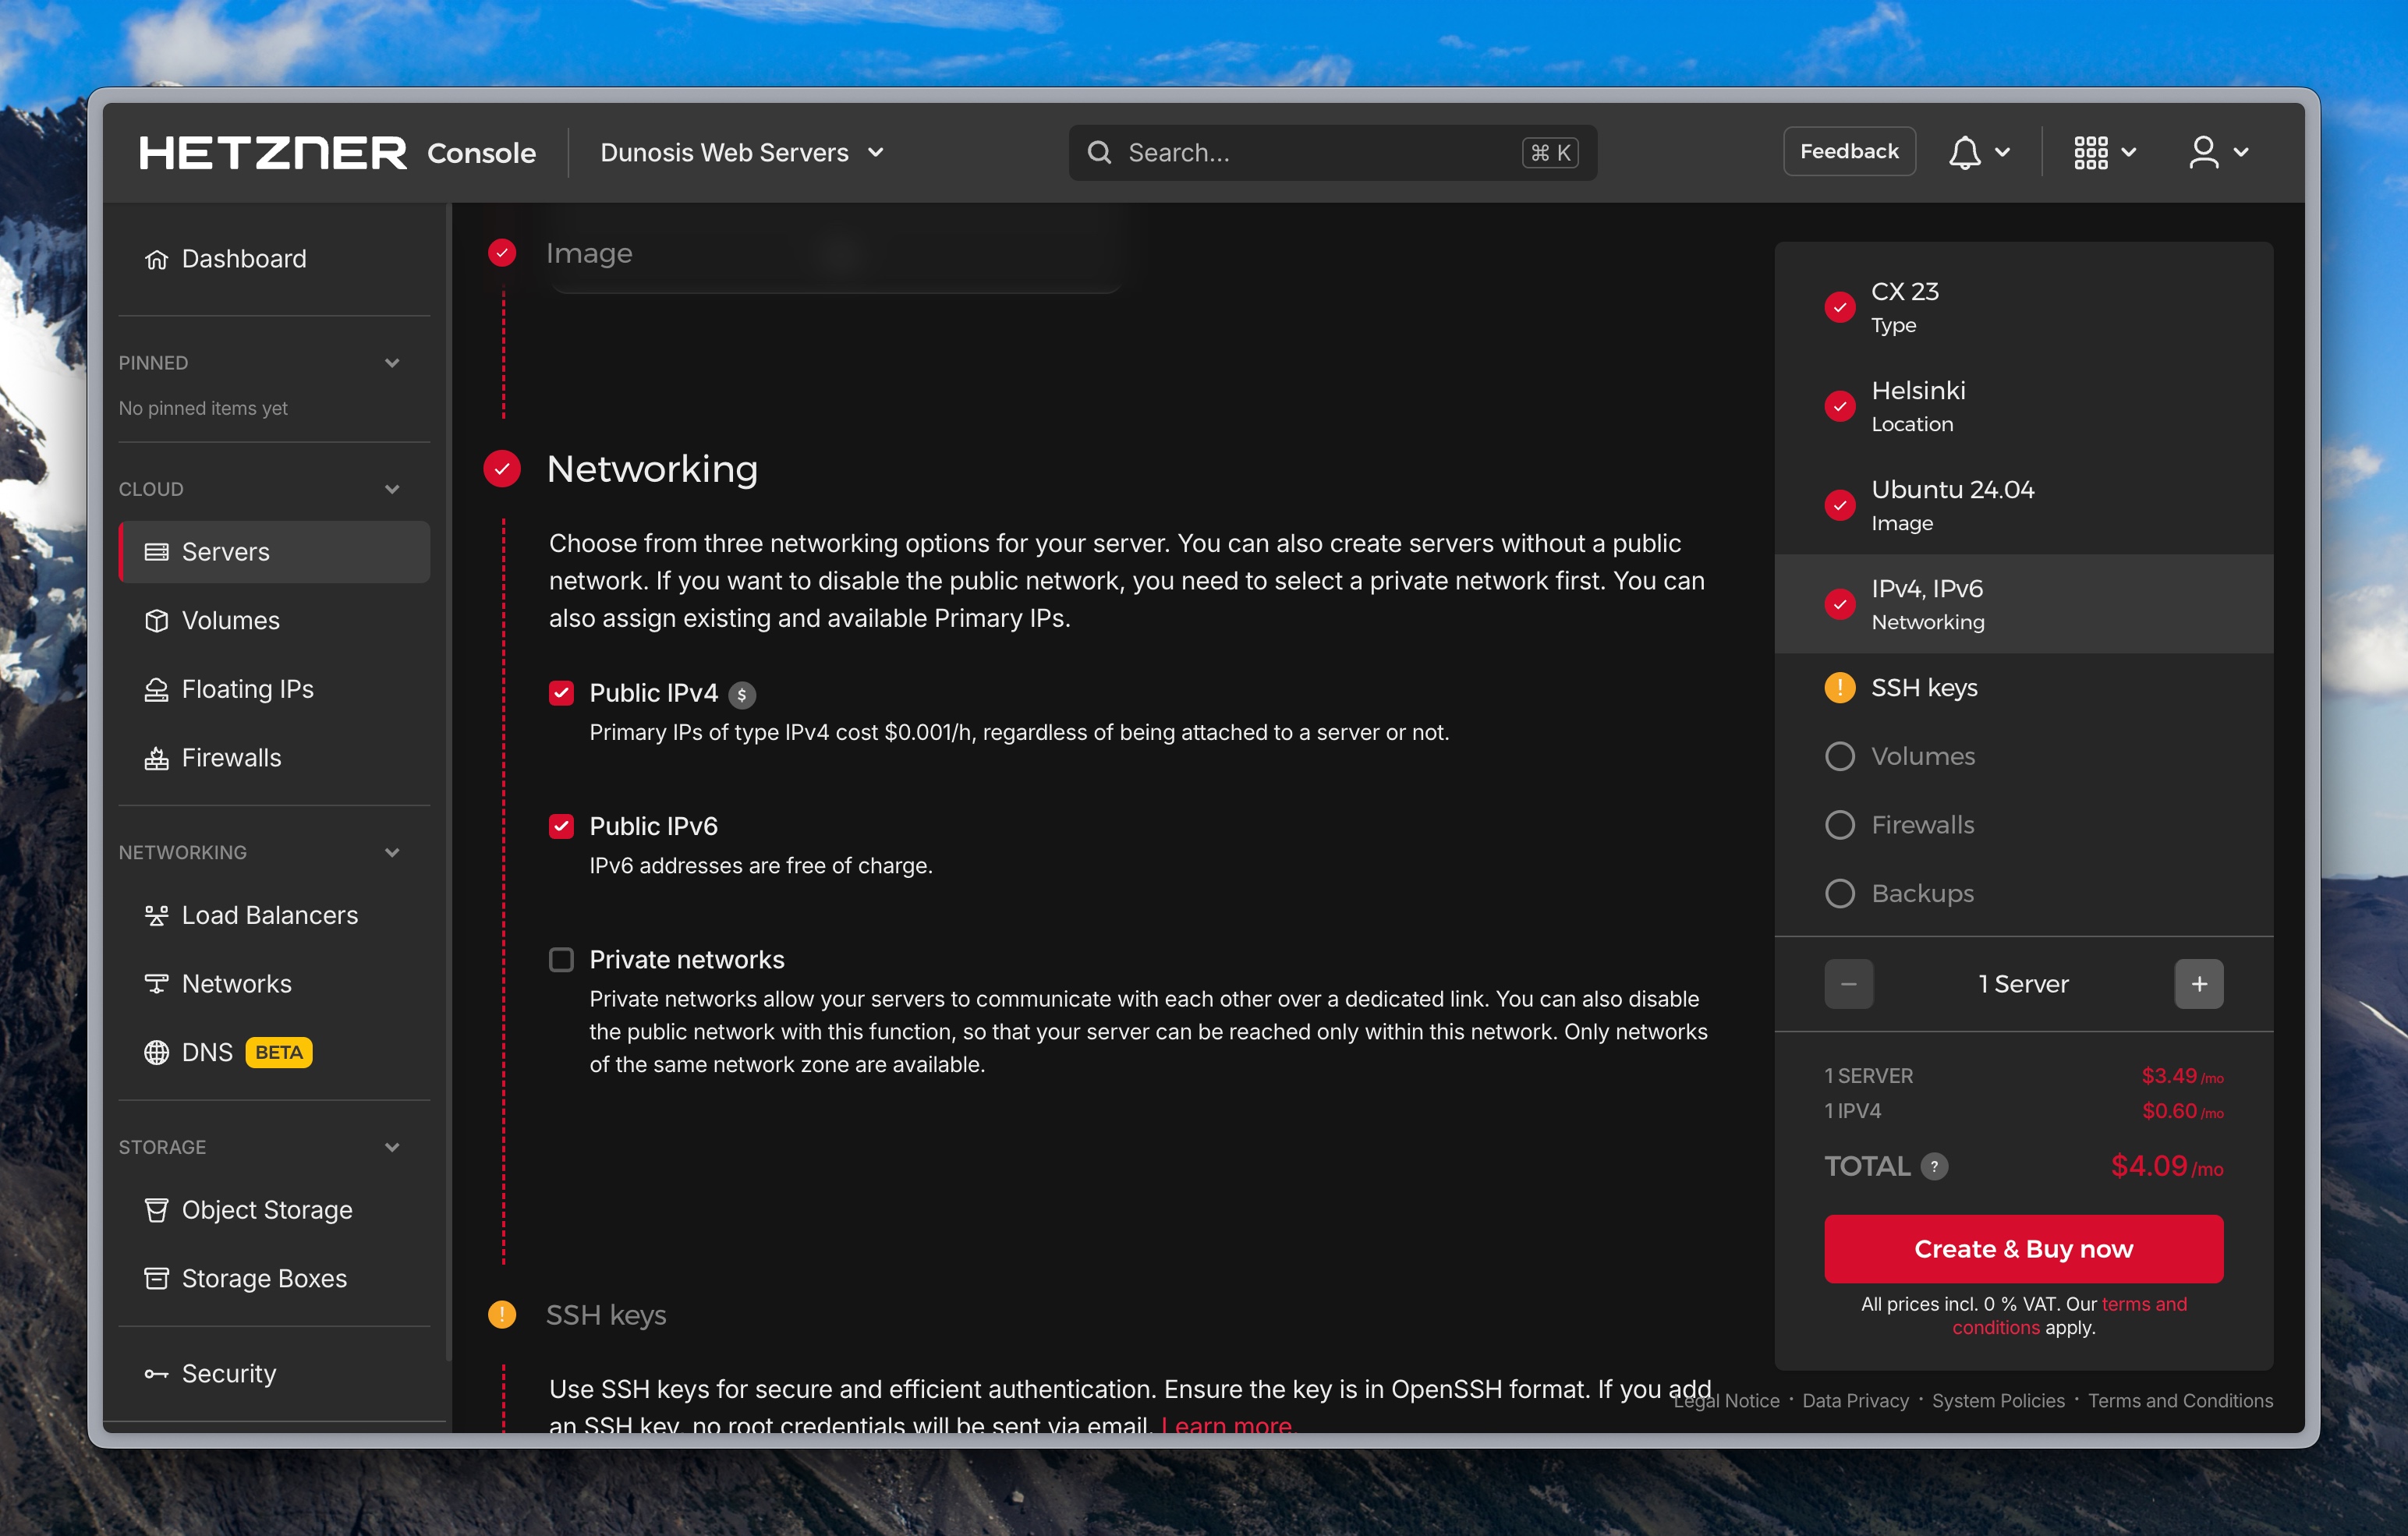 HETZNER Console
Dunosis Web Servers
Search...
⌘ K
Feedback
Dashboard
PINNED
No pinned items yet
CLOUD
Servers
Volumes
Floating IPs
Firewalls
NETWORKING
Load Balancers
Networks
DNS BETA
STORAGE
Object Storage
Storage Boxes
Security
Image
Networking
Choose from three networking options for your server. You can also create servers without a public
network. If you want to disable the public network, you need to select a private network first. You can
also assign existing and available Primary IPs.
Public IPv4 $
Primary IPs of type IPv4 cost $0.001/h, regardless of being attached to a server or not.
Public IPv6
IPv6 addresses are free of charge.
Private networks
Private networks allow your servers to communicate with each other over a dedicated link. You can also disable
the public network with this function, so that your server can be reached only within this network. Only networks
of the same network zone are available.
SSH keys
Use SSH keys for secure and efficient authentication. Ensure the key is in OpenSSH format. If you add
an SSH key, no root credentials will be sent via email. Learn more.
CX 23
Type
Helsinki
Location
Ubuntu 24.04
Image
IPv4, IPv6
Networking
! SSH keys
Volumes
Firewalls
Backups
− 1 Server +
1 SERVER $3.49 /mo
1 IPV4 $0.60 /mo
TOTAL ? $4.09 /mo
Create & Buy now
All prices incl. 0 % VAT. Our terms and
conditions apply.
Legal Notice · Data Privacy · System Policies · Terms and Conditions